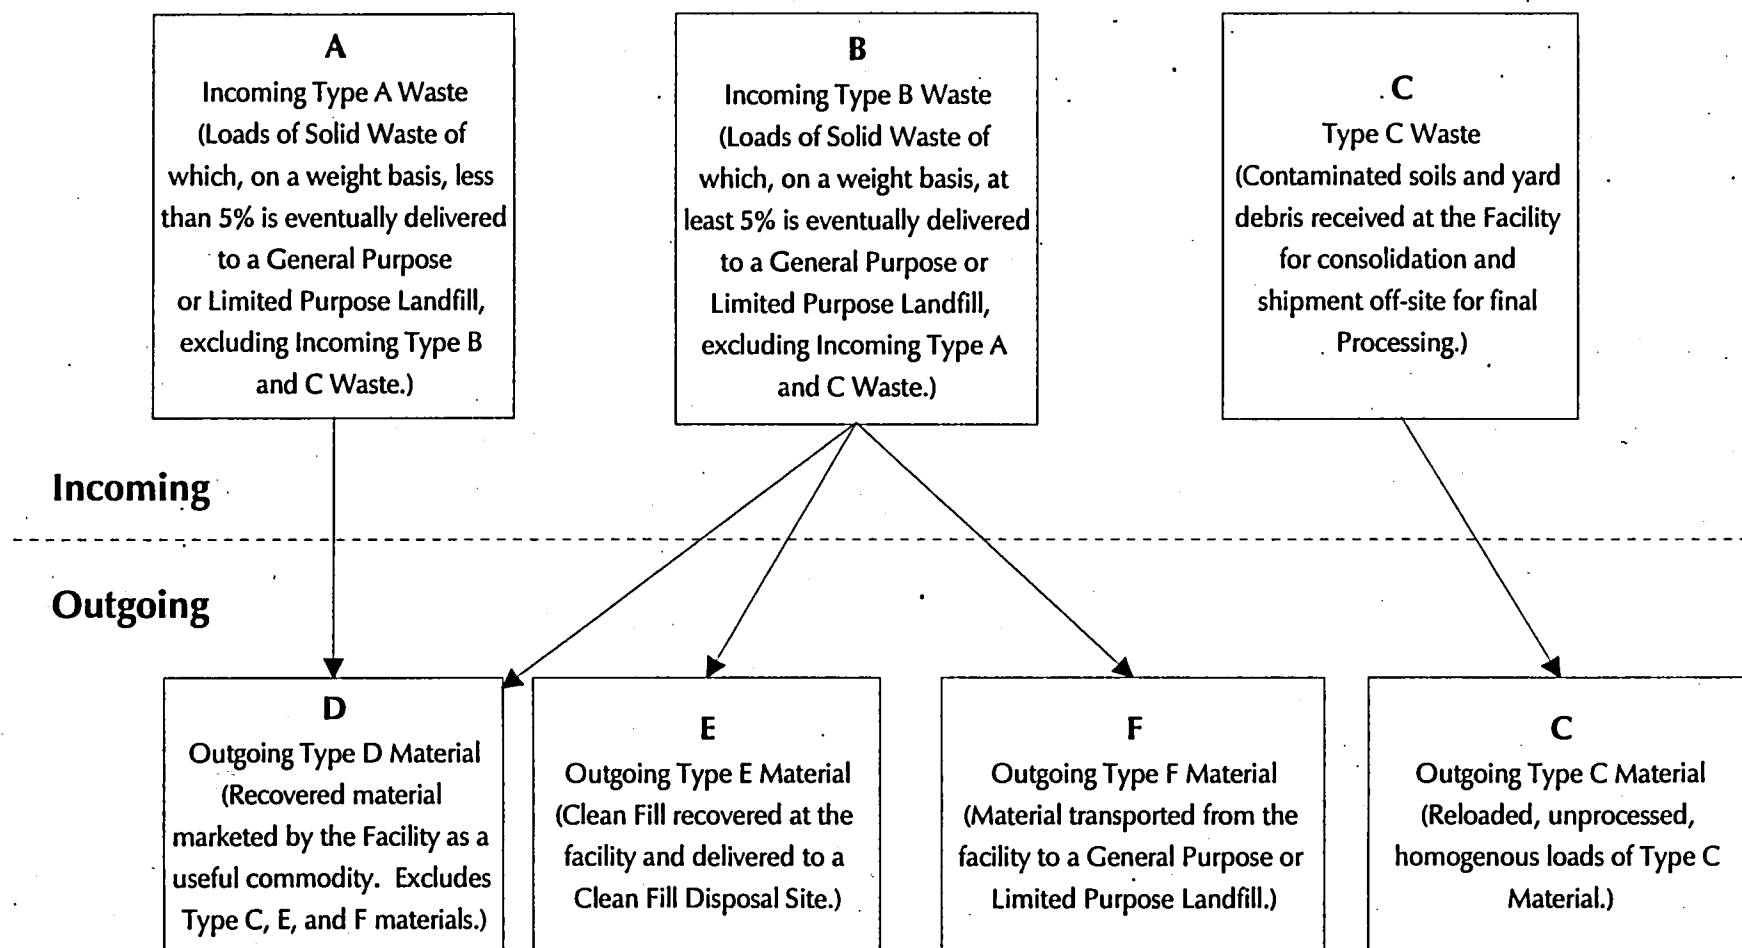 A
Incoming Type A Waste
(Loads of Solid Waste of
which, on a weight basis, less
than 5% is eventually delivered
to a General Purpose
or Limited Purpose Landfill,
excluding Incoming Type B
and C Waste.)
B
Incoming Type B Waste
(Loads of Solid Waste of
which, on a weight basis, at
least 5% is eventually delivered
to a General Purpose or
Limited Purpose Landfill,
excluding Incoming Type A
and C Waste.)
C
Type C Waste
(Contaminated soils and yard
debris received at the Facility
for consolidation and
shipment off-site for final
Processing.)
Incoming
Outgoing
D
Outgoing Type D Material
(Recovered material
marketed by the Facility as a
useful commodity. Excludes
Type C, E, and F materials.)
E
Outgoing Type E Material
(Clean Fill recovered at the
facility and delivered to a
Clean Fill Disposal Site.)
F
Outgoing Type F Material
(Material transported from the
facility to a General Purpose or
Limited Purpose Landfill.)
C
Outgoing Type C Material
(Reloaded, unprocessed,
homogenous loads of Type C
Material.)